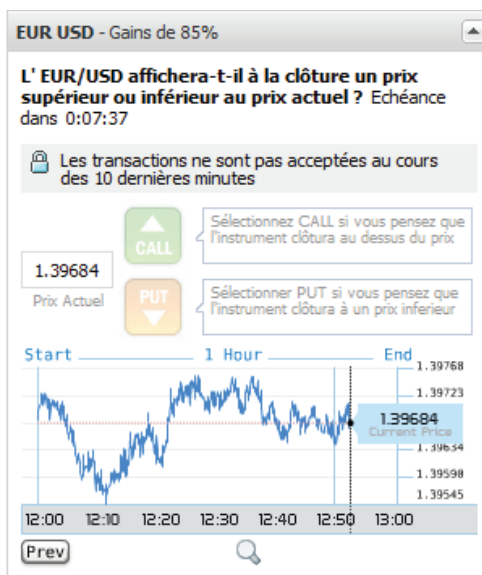 EUR USD - Gains de 85%
L' EUR/USD affichera-t-il à la clôture un prix
supérieur ou inférieur au prix actuel ? Echéance
dans 0:07:37
Les transactions ne sont pas acceptées au cours
des 10 dernières minutes
CALL
Sélectionnez CALL si vous pensez que
l'instrument clôtura au dessus du prix
1.39684
Prix Actuel
PUT
Sélectionner PUT si vous pensez que
l'instrument clôtura à un prix inferieur
Start 1 Hour End
1.39768
1.39723
1.39684
Current Price
1.39634
1.39590
1.39545
12:00 12:10 12:20 12:30 12:40 12:50 13:00
Prev